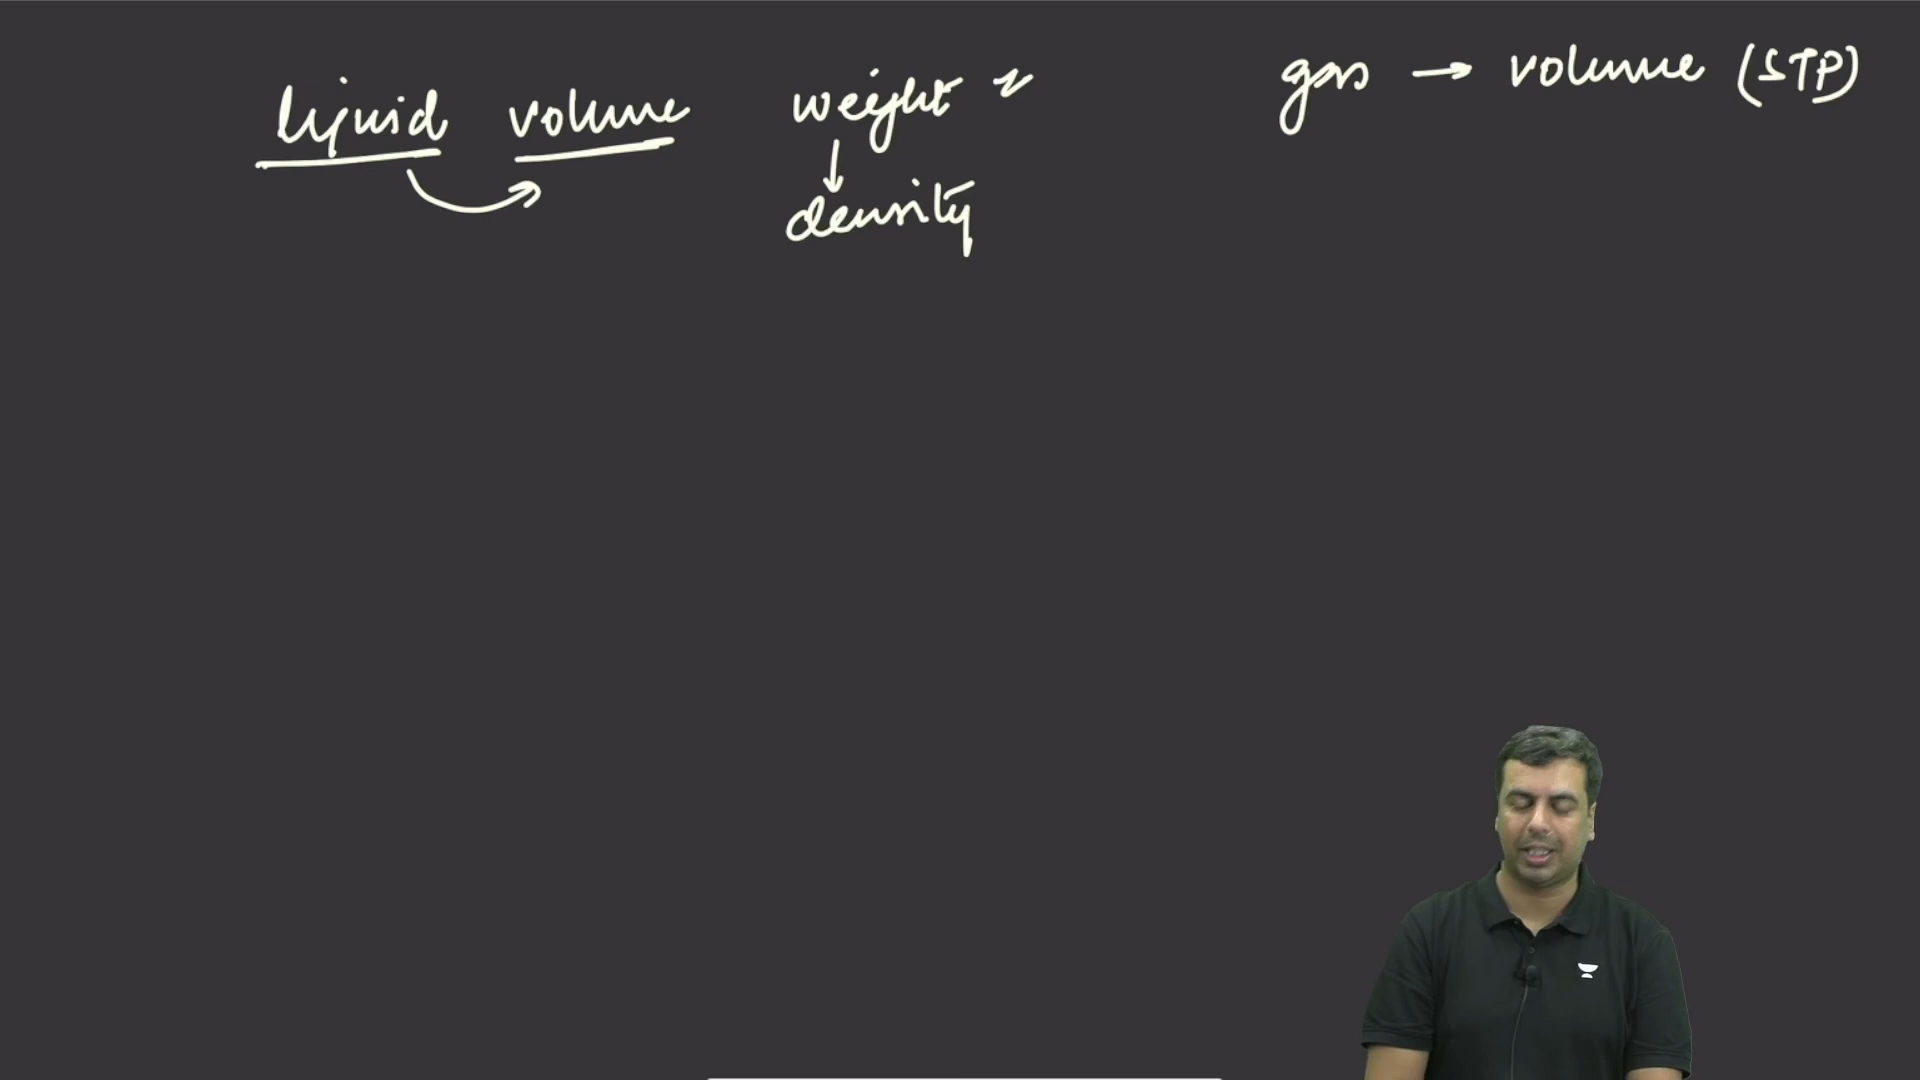 liquid volume weight gas → volume (STP)
↓
density